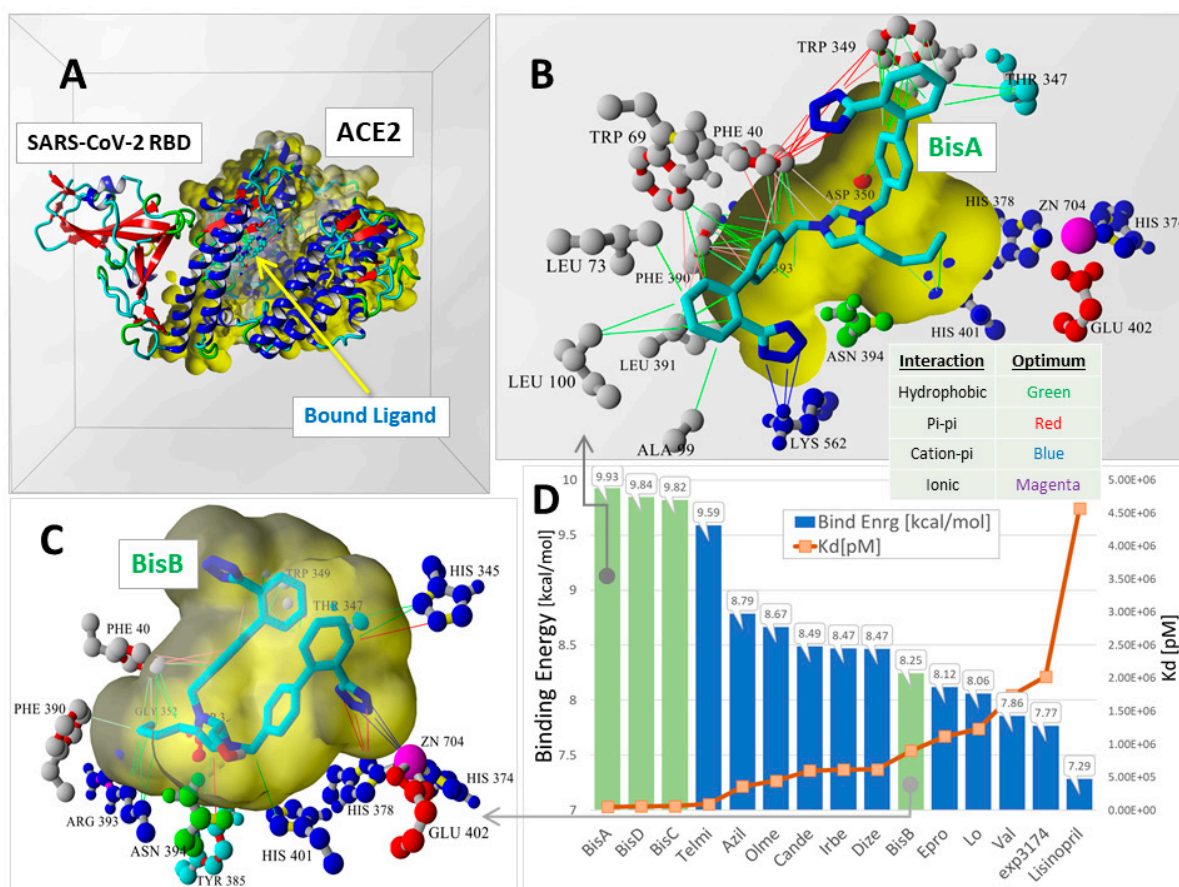 A
SARS-CoV-2 RBD
ACE2
Bound Ligand
B
TRP 349
THR 347
TRP 69
PHE 40
BisA
ASP 350
HIS 378
ZN 704
HIS 374
LEU 73
PHE 390
393
HIS 401
GLU 402
ASN 394
LEU 391
LEU 100
ALA 99
LYS 562
Interaction Optimum
Hydrophobic Green
Pi-pi Red
Cation-pi Blue
Ionic Magenta
C
BisB
TRP 349
HIS 345
THR 347
PHE 40
PHE 390
GLY 352
ZN 704
HIS 374
HIS 378
ARG 393
GLU 402
ASN 394
HIS 401
TYR 385
D
Bind Enrg [kcal/mol]
Kd[pM]
Binding Energy [kcal/mol]
10
9.5
9
8.5
8
7.5
7
9.93
9.84
9.82
9.59
8.79
8.67
8.49
8.47
8.47
8.25
8.12
8.06
7.86
7.77
7.29
5.00E+06
4.50E+06
4.00E+06
3.50E+06
3.00E+06
2.50E+06
2.00E+06
1.50E+06
1.00E+06
5.00E+05
0.00E+00
Kd [pM]
BisA
BisD
BisC
Telmi
Azil
Olme
Cande
Irbe
Dize
BisB
Epro
Lo
Val
exp3174
Lisinopril